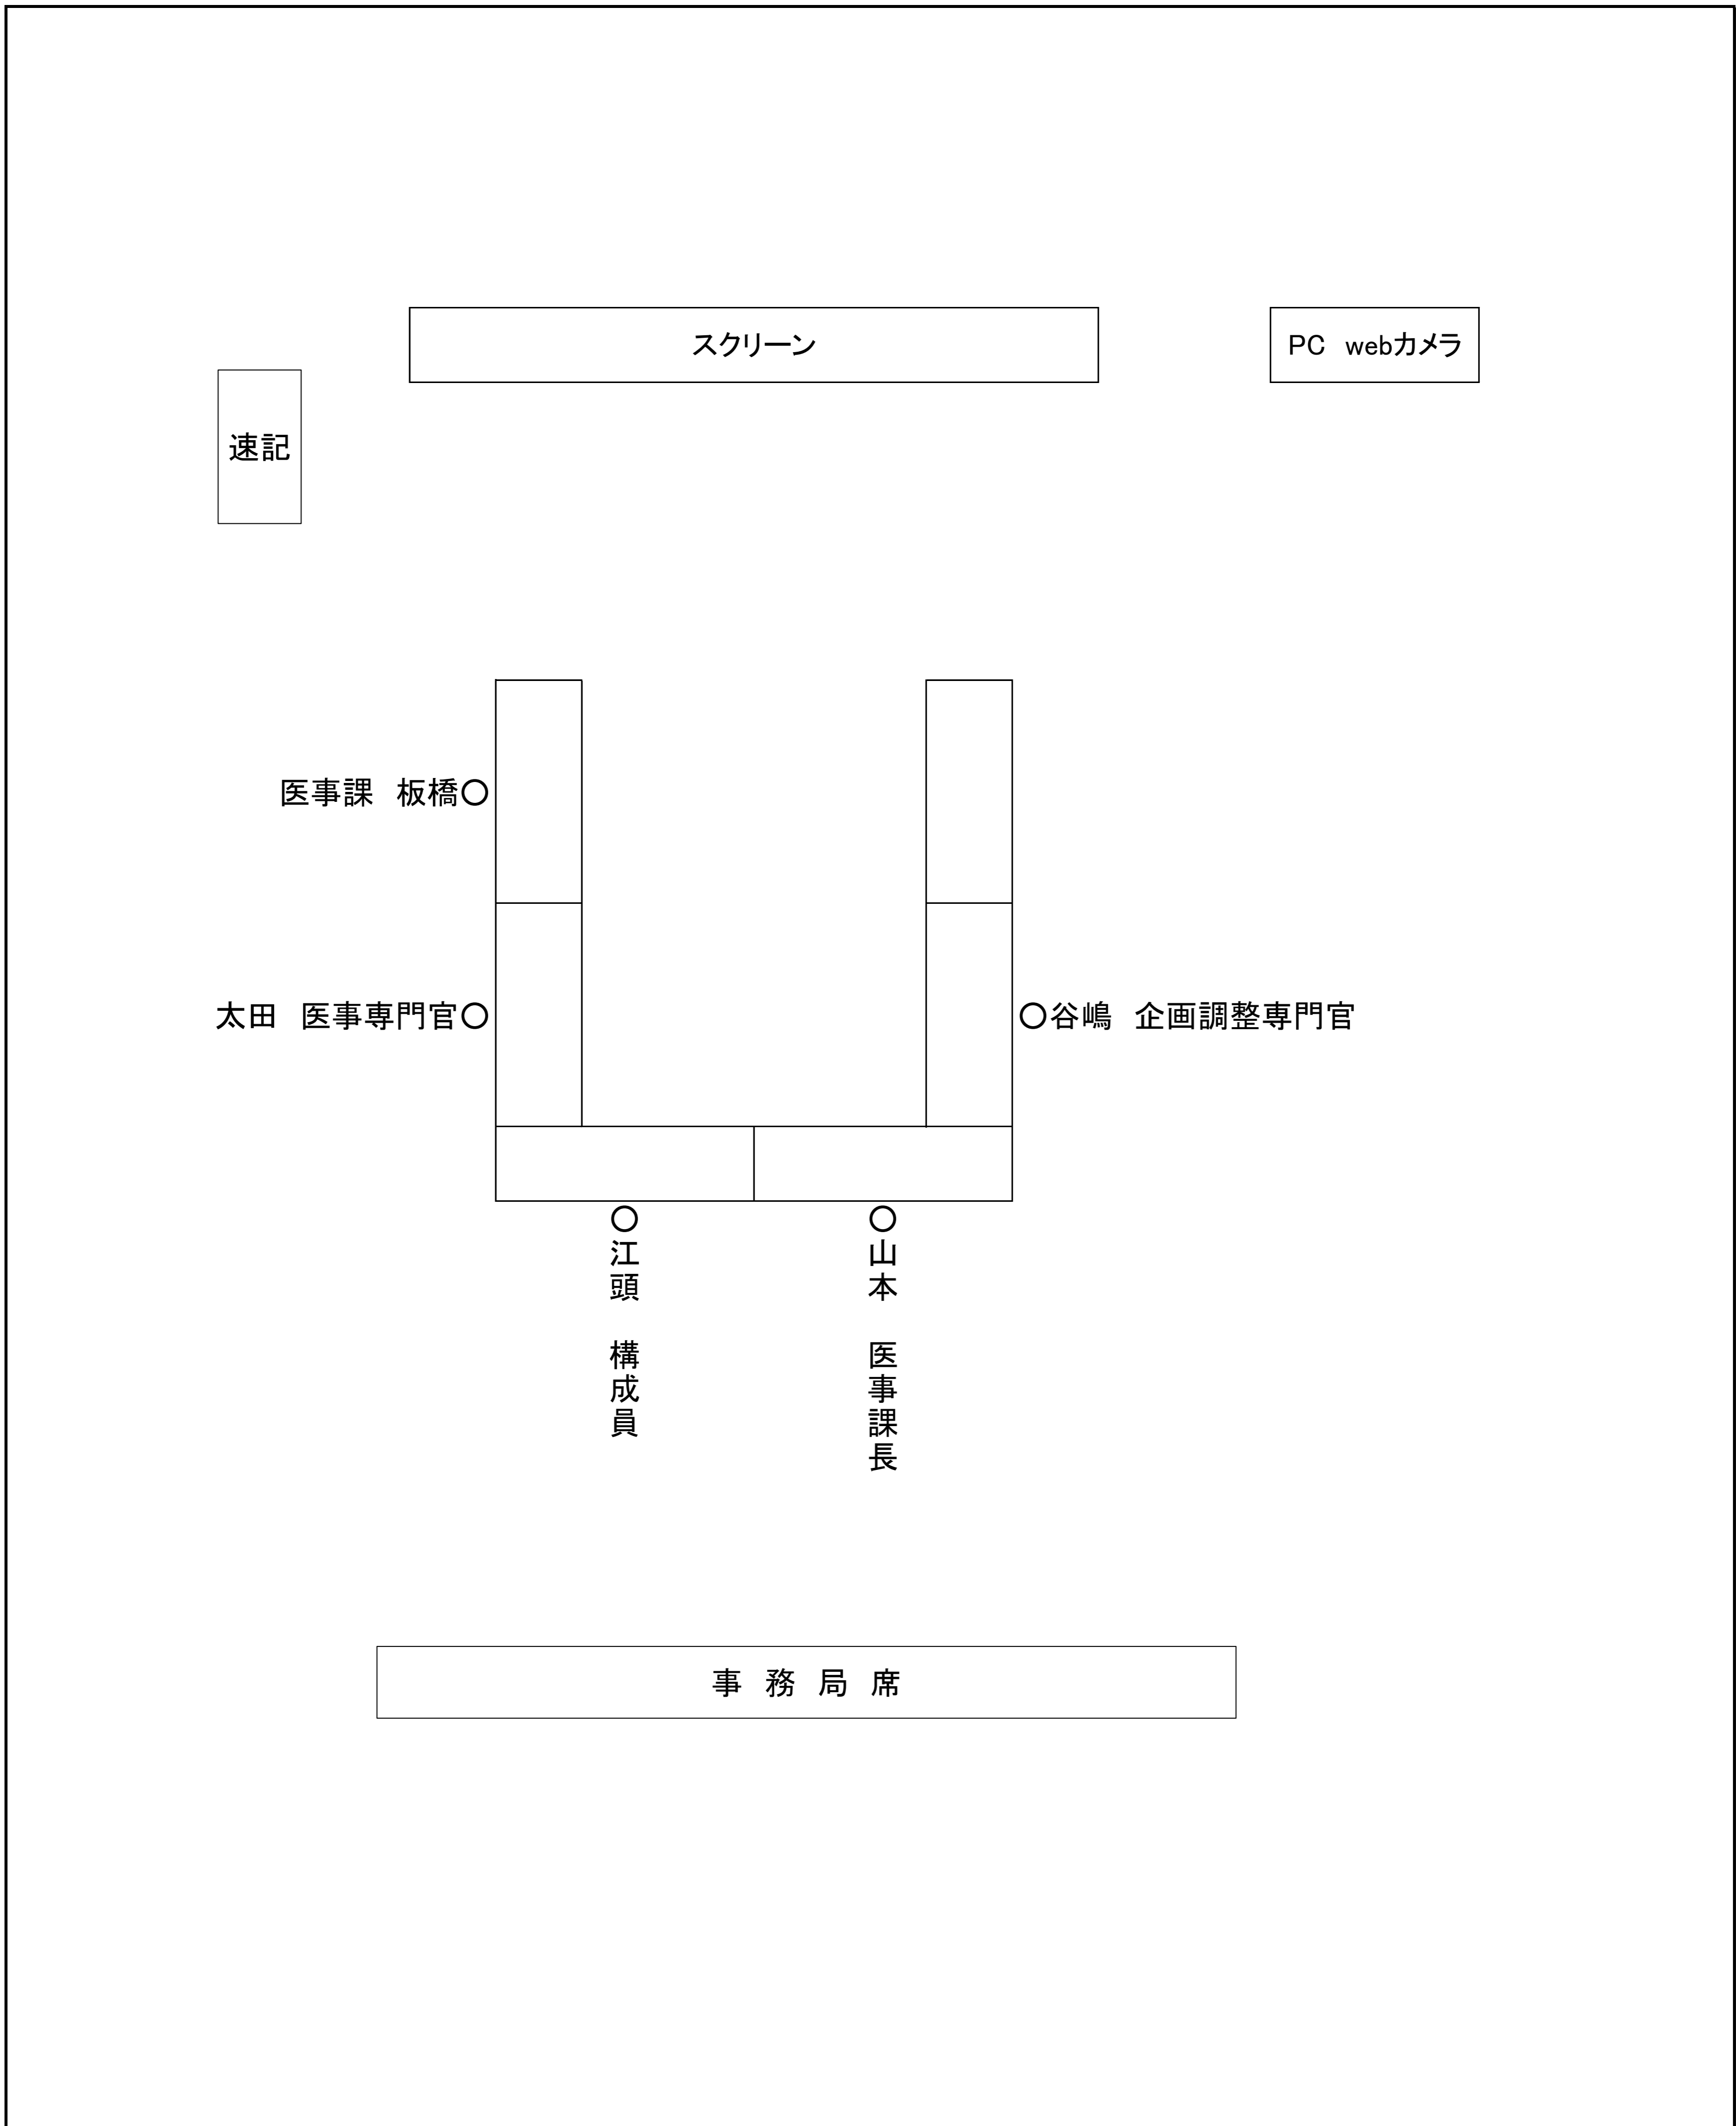 スクリーン
PC　webカメラ
速記
医事課　板橋○
太田　医事専門官○
○谷嶋　企画調整専門官
○江頭　構成員
○山本　医事課長
事　務　局　席